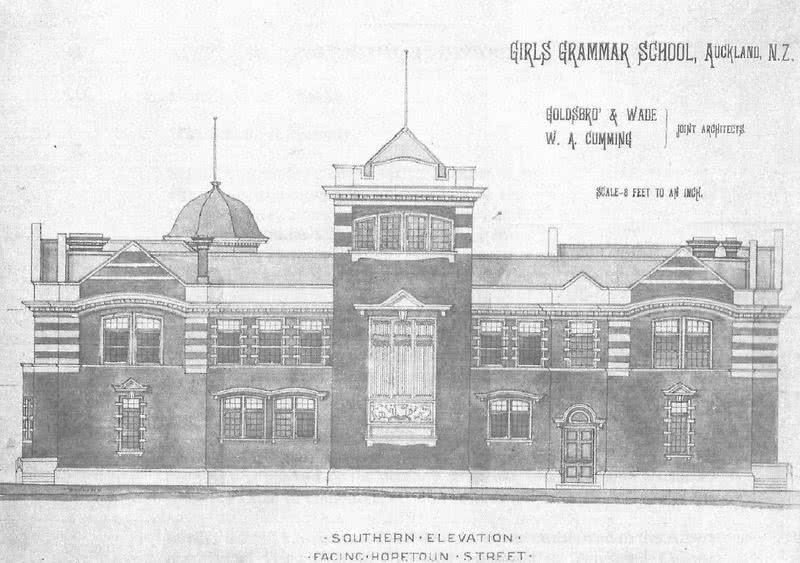 GIRLS GRAMMAR SCHOOL, AUCKLAND, N.Z.
GOLDSBRO' & WADE
W. A. CUMMING
JOINT ARCHITECTS.
SCALE-8 FEET TO AN INCH.
· SOUTHERN · ELEVATION ·
· FACING · HOPETOUN · STREET ·